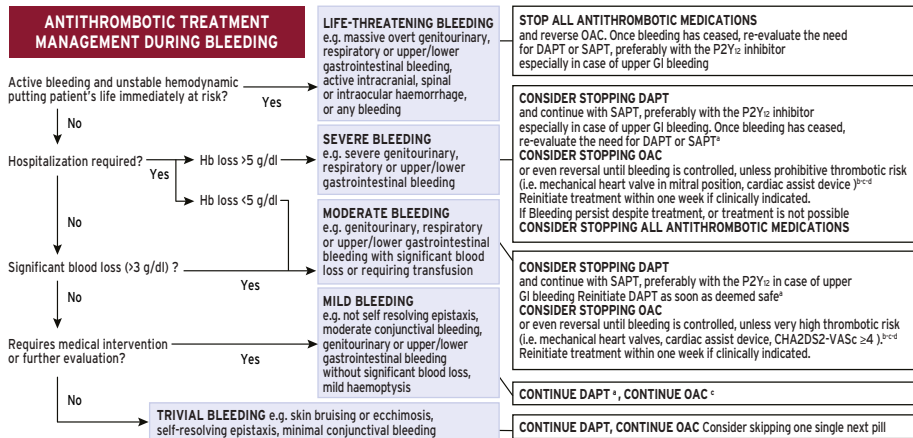 ANTITHROMBOTIC TREATMENT
MANAGEMENT DURING BLEEDING
Active bleeding and unstable hemodynamic
putting patient's life immediately at risk?
Yes
No
Hospitalization required?
Yes
Hb loss >5 g/dl
Hb loss <5 g/dl
No
Significant blood loss (>3 g/dl) ?
Yes
No
Requires medical intervention
or further evaluation?
Yes
No
LIFE-THREATENING BLEEDING
e.g. massive overt genitourinary,
respiratory or upper/lower
gastrointestinal bleeding,
active intracranial, spinal
or intraocular haemorrhage,
or any bleeding
SEVERE BLEEDING
e.g. severe genitourinary,
respiratory or upper/lower
gastrointestinal bleeding
MODERATE BLEEDING
e.g. genitourinary, respiratory
or upper/lower gastrointestinal
bleeding with significant blood
loss or requiring transfusion
MILD BLEEDING
e.g. not self resolving epistaxis,
moderate conjunctival bleeding,
genitourinary or upper/lower
gastrointestinal bleeding
without significant blood loss,
mild haemoptysis
TRIVIAL BLEEDING e.g. skin bruising or ecchimosis,
self-resolving epistaxis, minimal conjunctival bleeding
STOP ALL ANTITHROMBOTIC MEDICATIONS
and reverse OAC. Once bleeding has ceased, re-evaluate the need
for DAPT or SAPT, preferably with the P2Y₁₂ inhibitor
especially in case of upper GI bleeding
CONSIDER STOPPING DAPT
and continue with SAPT, preferably with the P2Y₁₂ inhibitor
especially in case of upper GI bleeding. Once bleeding has ceased,
re-evaluate the need for DAPT or SAPTᵃ
CONSIDER STOPPING OAC
or even reversal until bleeding is controlled, unless prohibitive thrombotic risk
(i.e. mechanical heart valve in mitral position, cardiac assist device )ᵇ⁻ᶜ⁻ᵈ
Reinitiate treatment within one week if clinically indicated.
If Bleeding persist despite treatment, or treatment is not possible
CONSIDER STOPPING ALL ANTITHROMBOTIC MEDICATIONS
CONSIDER STOPPING DAPT
and continue with SAPT, preferably with the P2Y₁₂ in case of upper
GI bleeding Reinitiate DAPT as soon as deemed safeᵃ
CONSIDER STOPPING OAC
or even reversal until bleeding is controlled, unless very high thrombotic risk
(i.e. mechanical heart valves, cardiac assist device, CHA2DS2-VASc ≥4 ).ᵇ⁻ᶜ⁻ᵈ
Reinitiate treatment within one week if clinically indicated.
CONTINUE DAPT ᵃ, CONTINUE OAC ᶜ
CONTINUE DAPT, CONTINUE OAC Consider skipping one single next pill